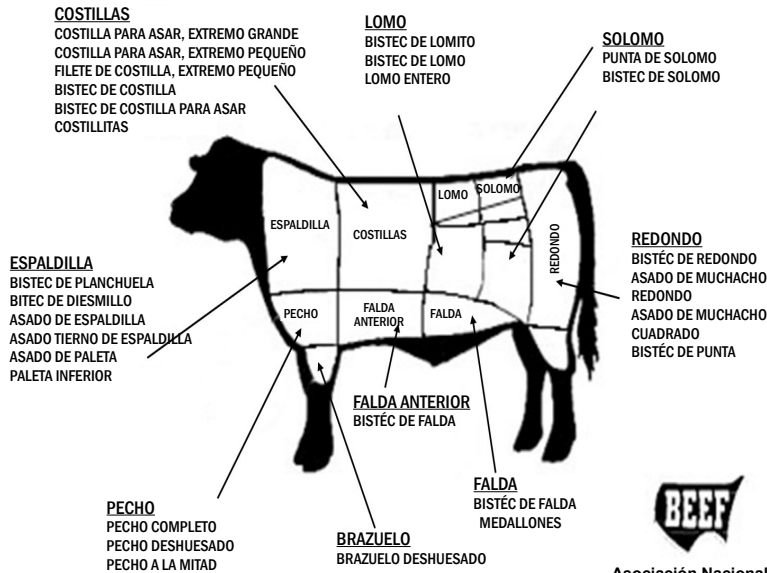 COSTILLAS
COSTILLA PARA ASAR, EXTREMO GRANDE
COSTILLA PARA ASAR, EXTREMO PEQUEÑO
FILETE DE COSTILLA, EXTREMO PEQUEÑO
BISTEC DE COSTILLA
BISTEC DE COSTILLA PARA ASAR
COSTILLITAS
LOMO
BISTEC DE LOMITO
BISTEC DE LOMO
LOMO ENTERO
SOLOMO
PUNTA DE SOLOMO
BISTEC DE SOLOMO
LOMO
SOLOMO
ESPALDILLA
COSTILLAS
REDONDO
PECHO
FALDA
ANTERIOR
FALDA
ESPALDILLA
BISTEC DE PLANCHUELA
BITEC DE DIESMILLO
ASADO DE ESPALDILLA
ASADO TIERNO DE ESPALDILLA
ASADO DE PALETA
PALETA INFERIOR
REDONDO
BISTÉC DE REDONDO
ASADO DE MUCHACHO
REDONDO
ASADO DE MUCHACHO
CUADRADO
BISTÉC DE PUNTA
FALDA ANTERIOR
BISTÉC DE FALDA
FALDA
BISTÉC DE FALDA
MEDALLONES
PECHO
PECHO COMPLETO
PECHO DESHUESADO
PECHO A LA MITAD
BRAZUELO
BRAZUELO DESHUESADO
BEEF
Asociación Nacional